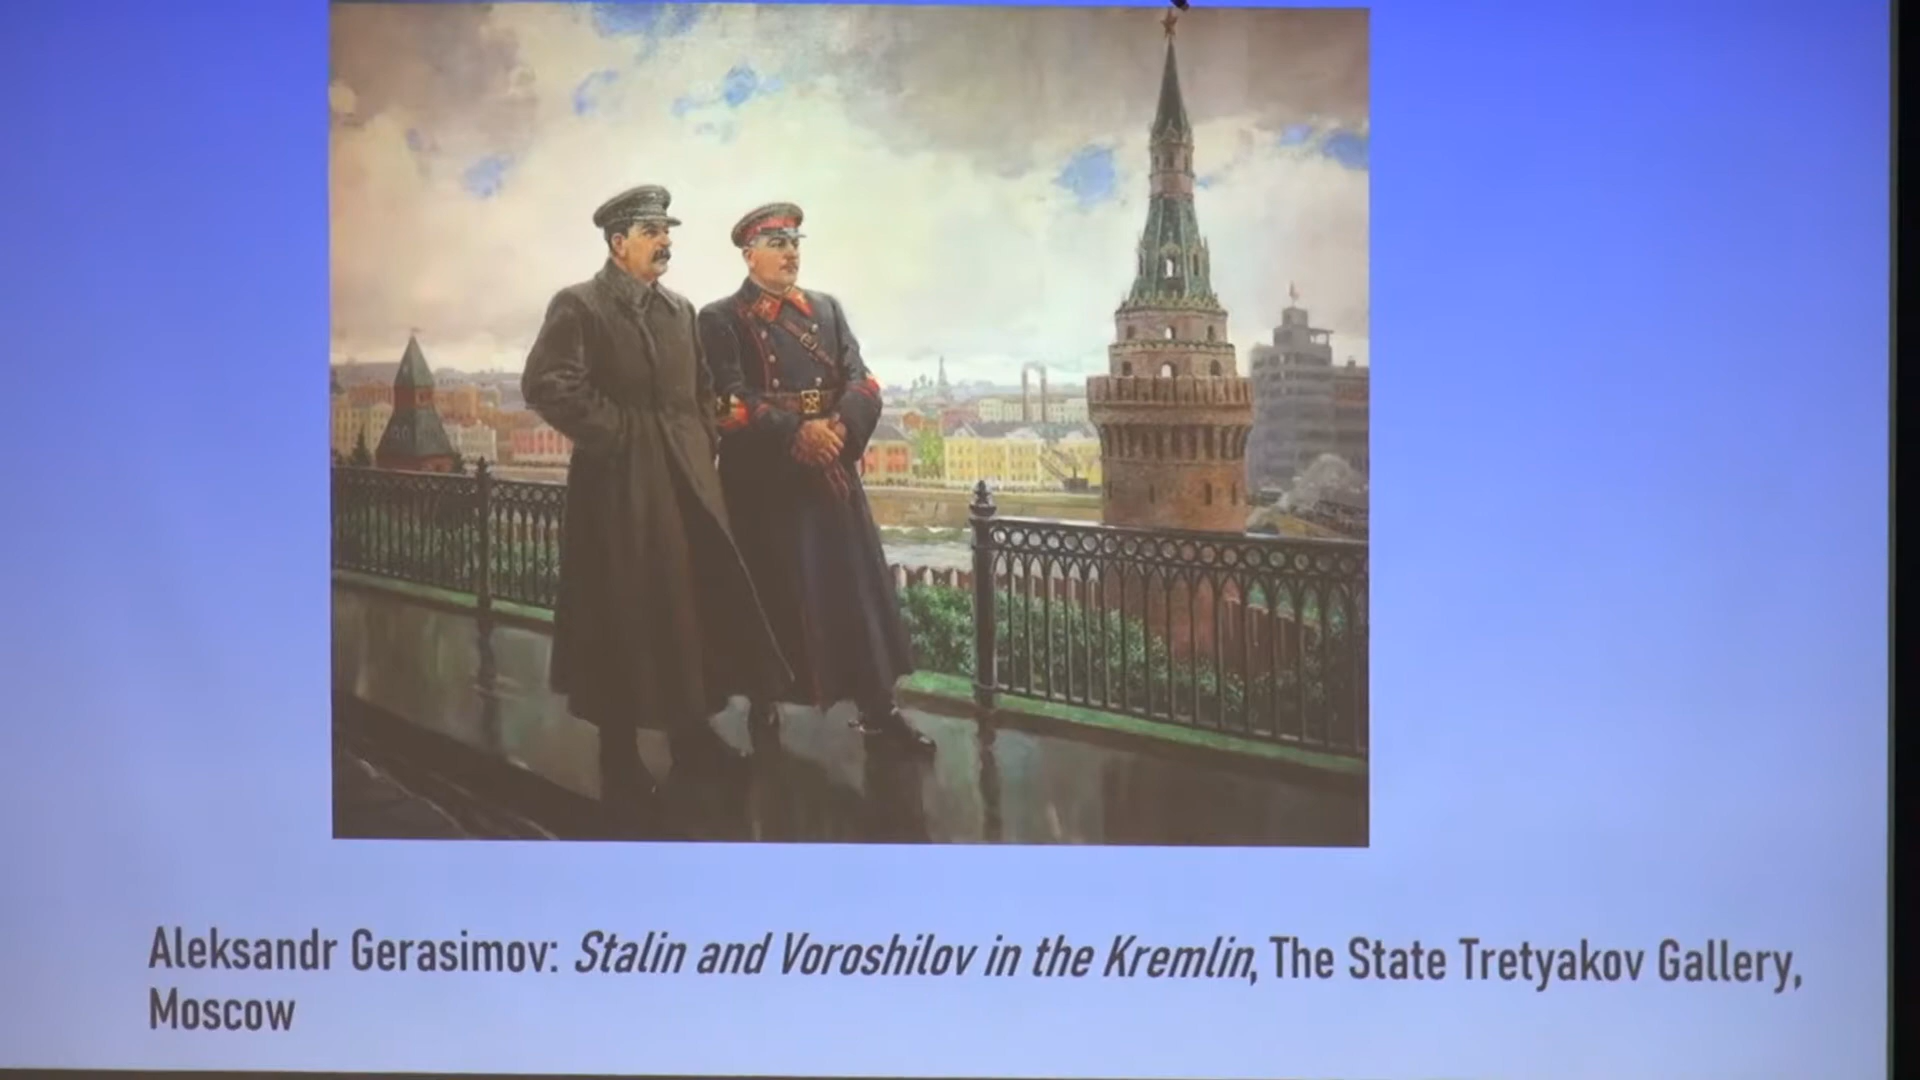 Aleksandr Gerasimov: Stalin and Voroshilov in the Kremlin, The State Tretyakov Gallery,
Moscow